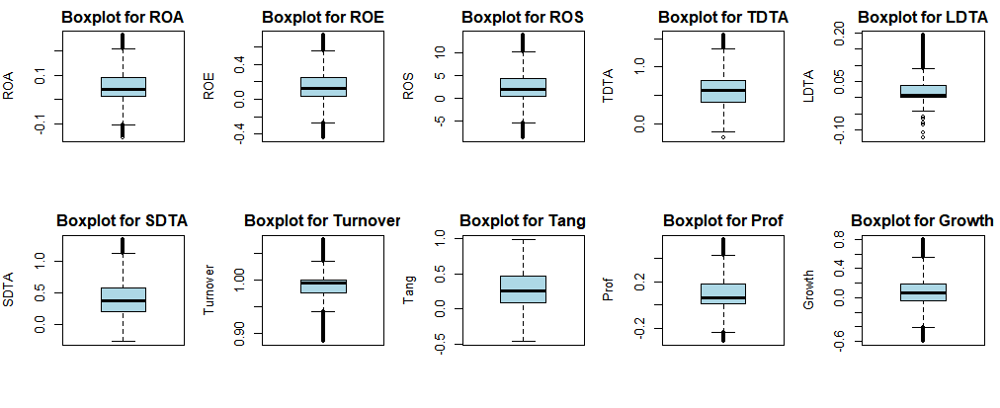 Boxplot for ROA
Boxplot for ROE
Boxplot for ROS
Boxplot for TDTA
Boxplot for LDTA
ROA
0.1
-0.1
ROE
0.4
0.0
-0.4
ROS
10
5
0
-5
TDTA
1.0
0.0
LDTA
0.20
0.05
-0.10
Boxplot for SDTA
Boxplot for Turnover
Boxplot for Tang
Boxplot for Prof
Boxplot for Growth
SDTA
1.0
0.5
0.0
Turnover
1.00
0.90
Tang
1.0
0.5
0.0
-0.5
Prof
0.2
-0.2
Growth
0.8
0.4
0.0
-0.6